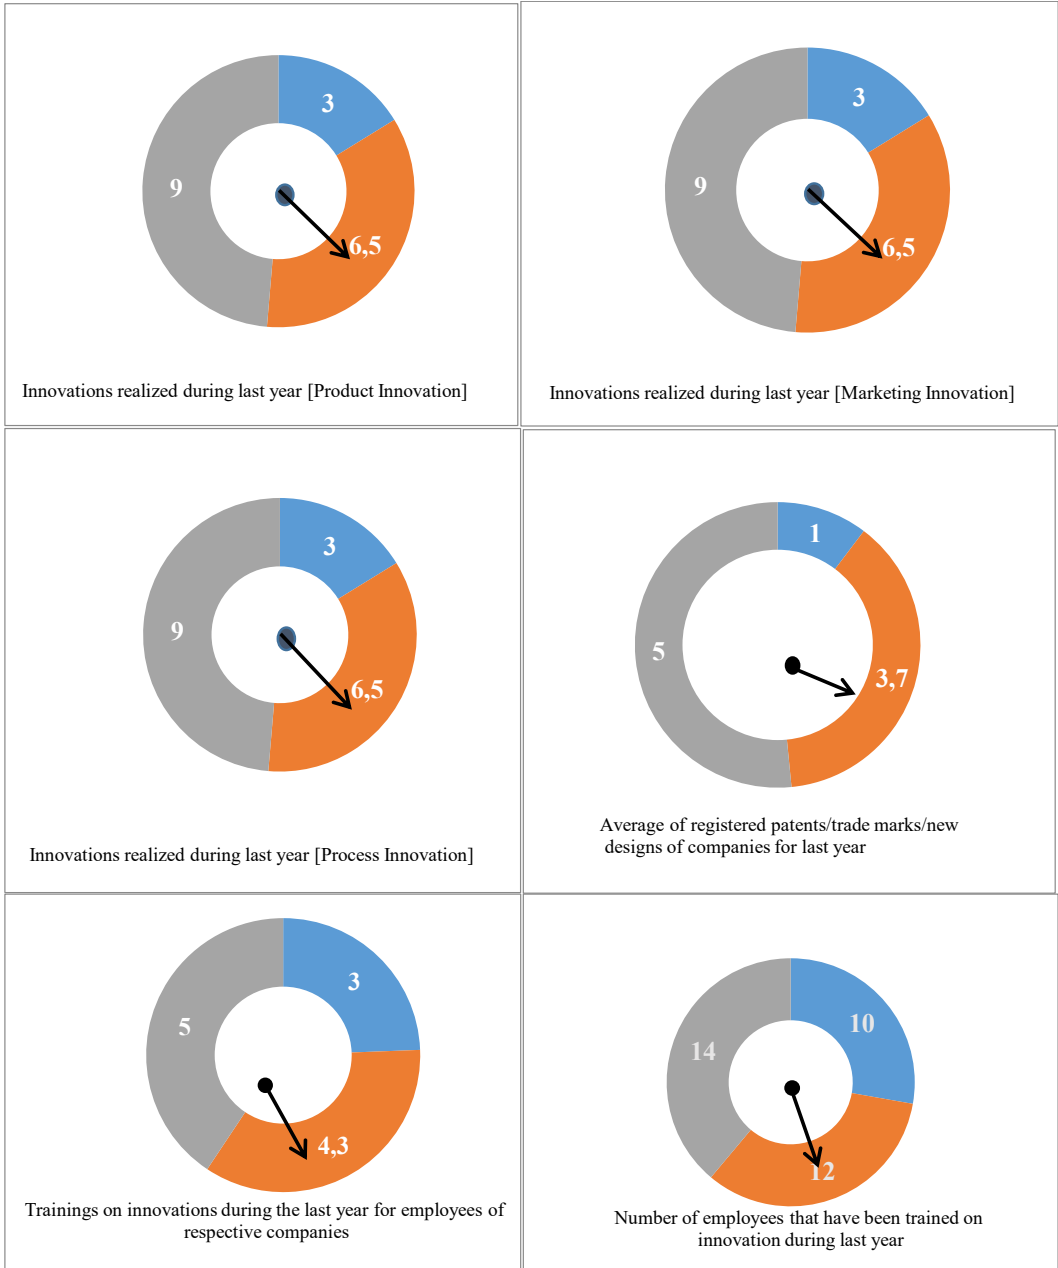 3
9
6,5
Innovations realized during last year [Product Innovation]
3
9
6,5
Innovations realized during last year [Marketing Innovation]
3
9
6,5
Innovations realized during last year [Process Innovation]
1
5
3,7
Average of registered patents/trade marks/new
designs of companies for last year
3
5
4,3
Trainings on innovations during the last year for employees of
respective companies
10
14
12
Number of employees that have been trained on
innovation during last year